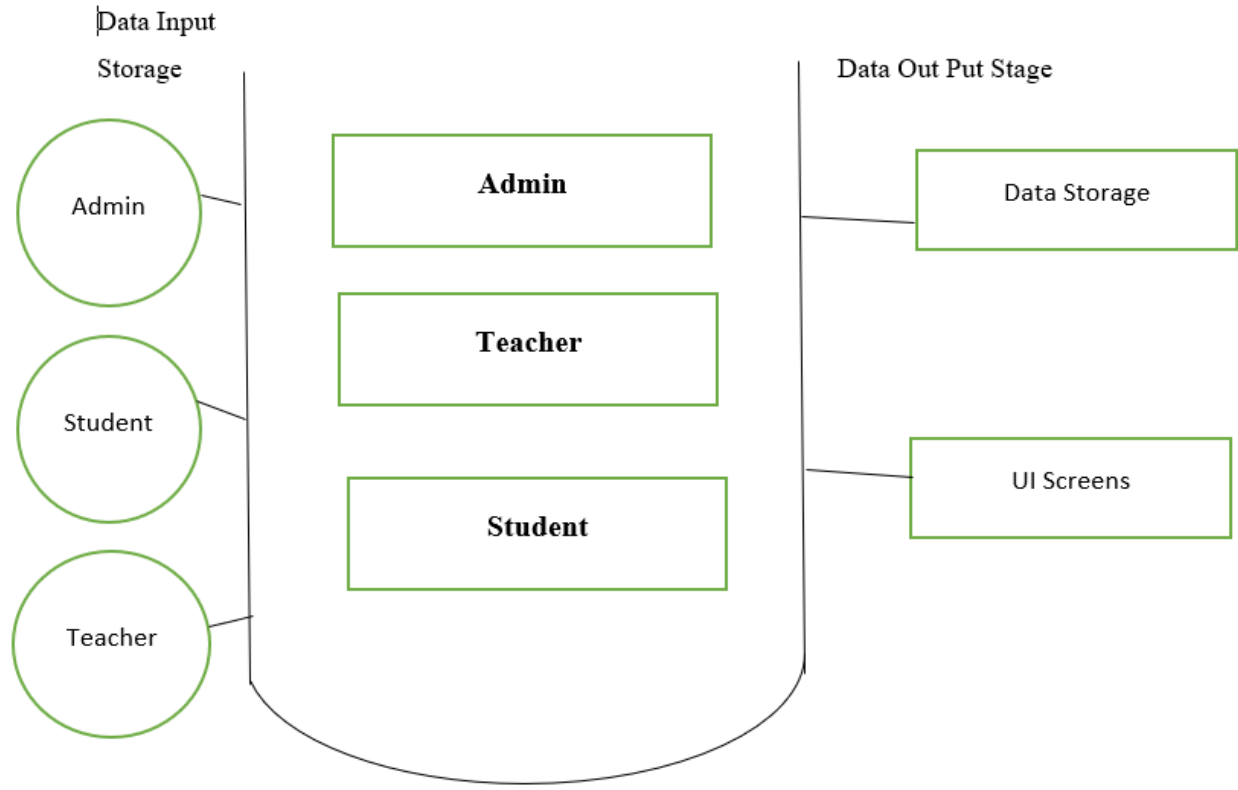 Data Input
Storage
Data Out Put Stage
Admin
Student
Teacher
Admin
Teacher
Student
Data Storage
UI Screens